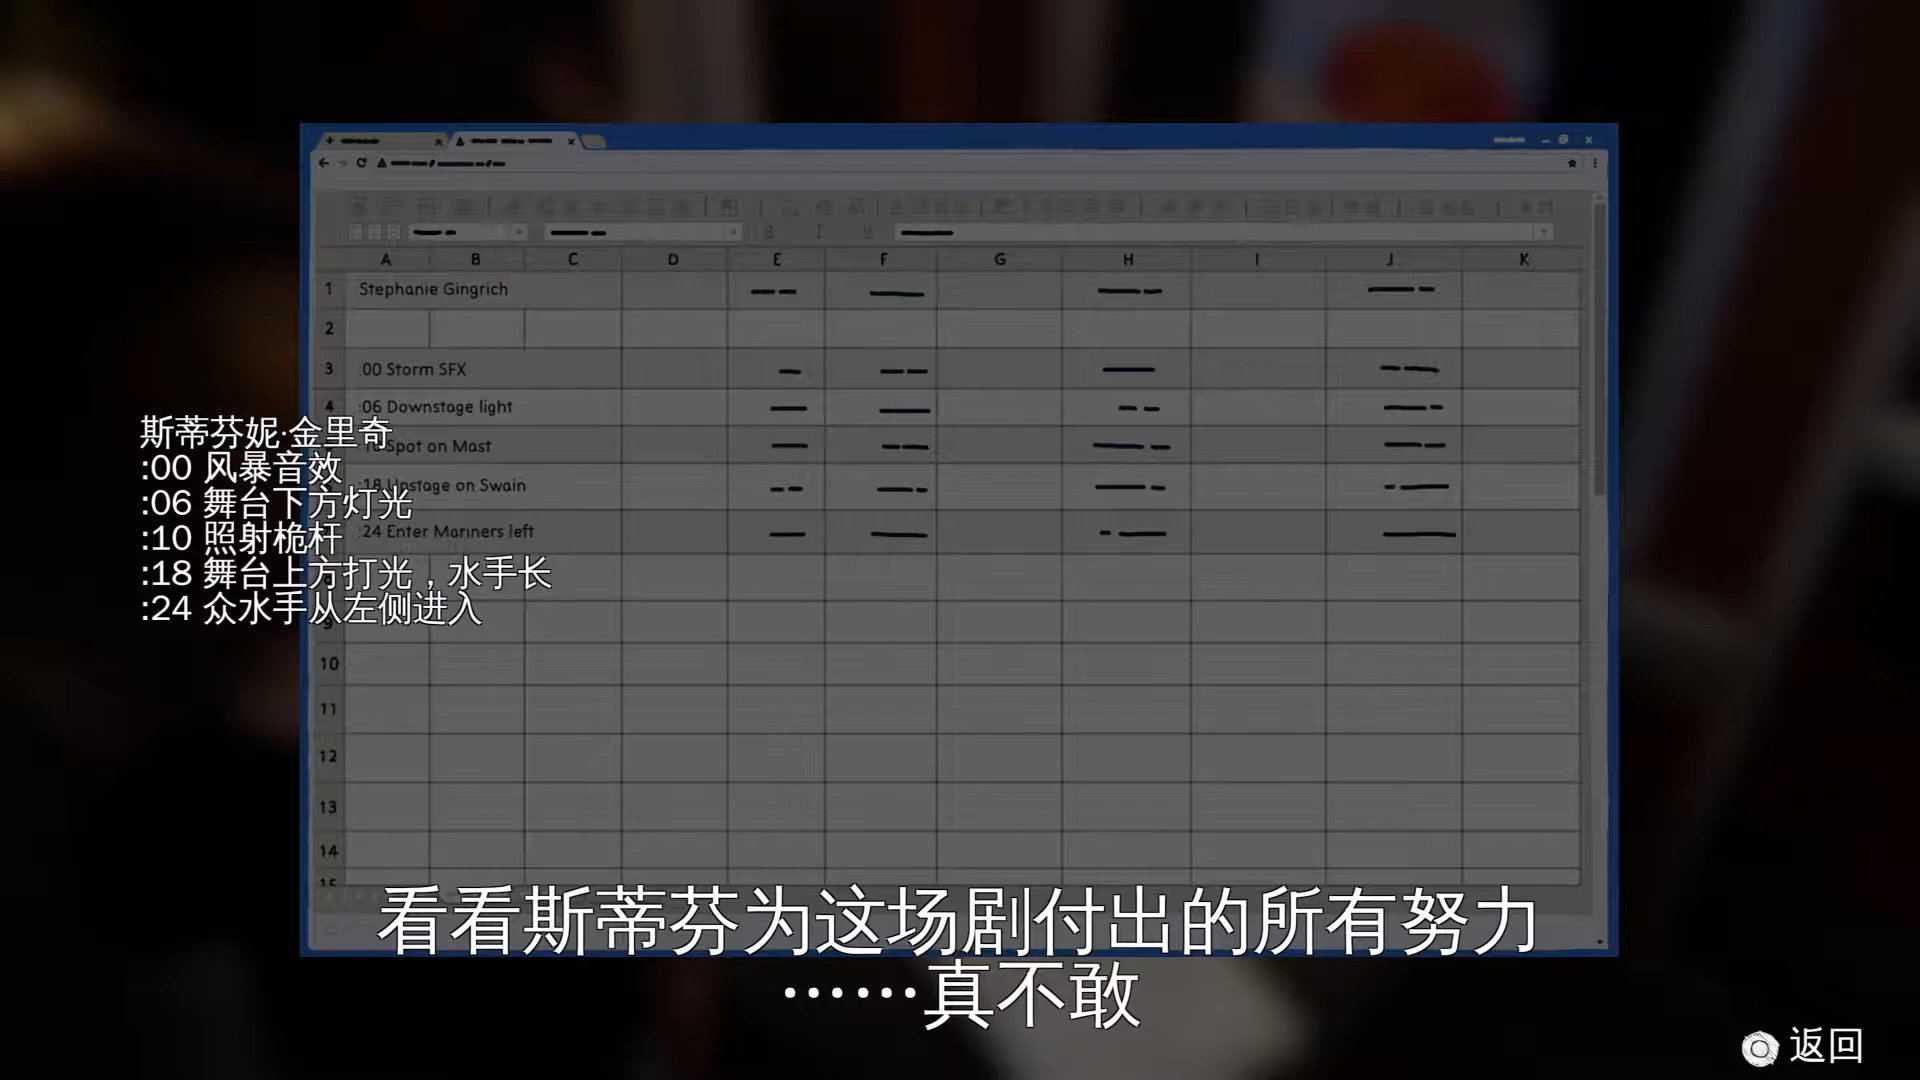 A B C D E F G H I J K
1 Stephanie Gingrich
2
3 :00 Storm SFX
4 :06 Downstage light
Spot on Mast
:18 Upstage on Swain
:24 Enter Mariners left
斯蒂芬妮·金里奇
:00 风暴音效
:06 舞台下方灯光
:10 照射桅杆
:18 舞台上方打光，水手长
:24 众水手从左侧进入
9
10
11
12
13
14
15
看看斯蒂芬为这场剧付出的所有努力
……真不敢
返回